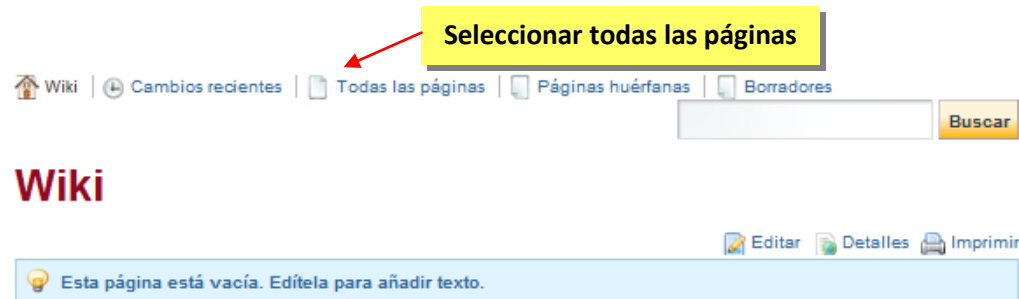 Seleccionar todas las páginas
Wiki | Cambios recientes | Todas las páginas | Páginas huérfanas | Borradores
Buscar
Wiki
Editar Detalles Imprimir
Esta página está vacía. Edítela para añadir texto.